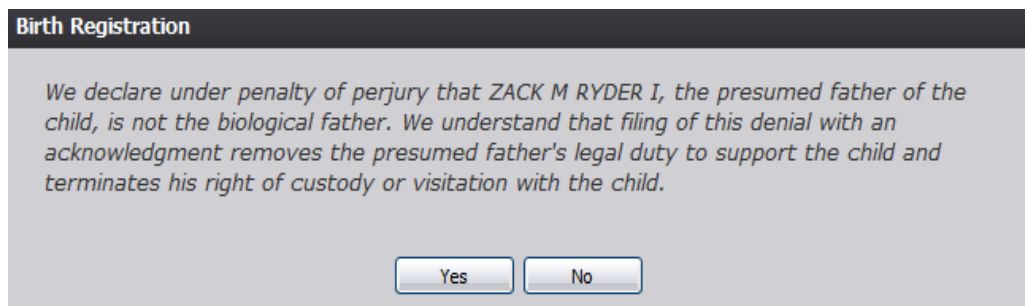 Birth Registration
We declare under penalty of perjury that ZACK M RYDER I, the presumed father of the
child, is not the biological father. We understand that filing of this denial with an
acknowledgment removes the presumed father's legal duty to support the child and
terminates his right of custody or visitation with the child.
Yes No